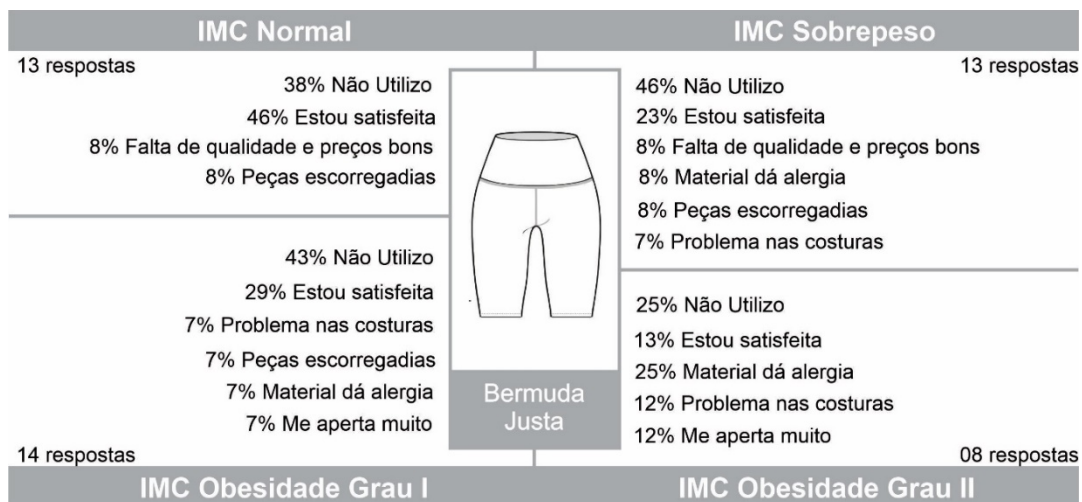 IMC Normal
IMC Sobrepeso
13 respostas
38% Não Utilizo
46% Estou satisfeita
8% Falta de qualidade e preços bons
8% Peças escorregadias
13 respostas
46% Não Utilizo
23% Estou satisfeita
8% Falta de qualidade e preços bons
8% Material dá alergia
8% Peças escorregadias
7% Problema nas costuras
43% Não Utilizo
29% Estou satisfeita
7% Problema nas costuras
7% Peças escorregadias
7% Material dá alergia
7% Me aperta muito
14 respostas
Bermuda
Justa
25% Não Utilizo
13% Estou satisfeita
25% Material dá alergia
12% Problema nas costuras
12% Me aperta muito
08 respostas
IMC Obesidade Grau I
IMC Obesidade Grau II